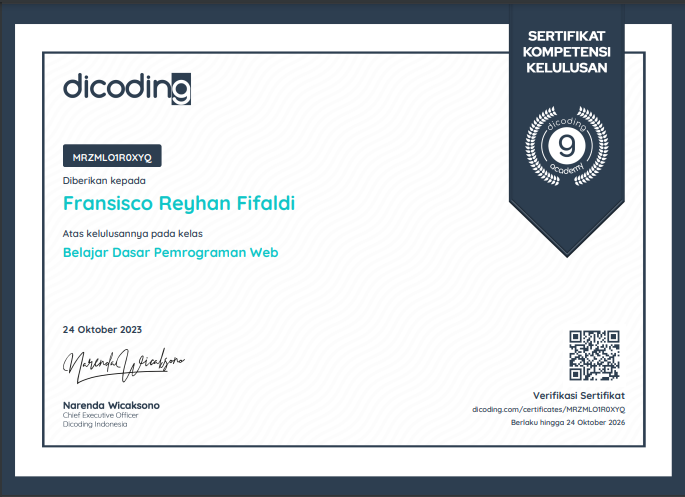 SERTIFIKAT
KOMPETENSI
KELULUSAN
dicoding
dicoding
9
academy
MRZMLO1R0XYQ
Diberikan kepada
Fransisco Reyhan Fifaldi
Atas kelulusannya pada kelas
Belajar Dasar Pemrograman Web
24 Oktober 2023
Narenda Wicaksono
Narenda Wicaksono
Chief Executive Officer
Dicoding Indonesia
Verifikasi Sertifikat
dicoding.com/certificates/MRZMLO1R0XYQ
Berlaku hingga 24 Oktober 2026